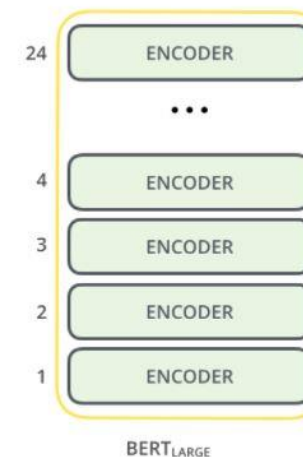 24 ENCODER
...
4 ENCODER
3 ENCODER
2 ENCODER
1 ENCODER
BERTLARGE